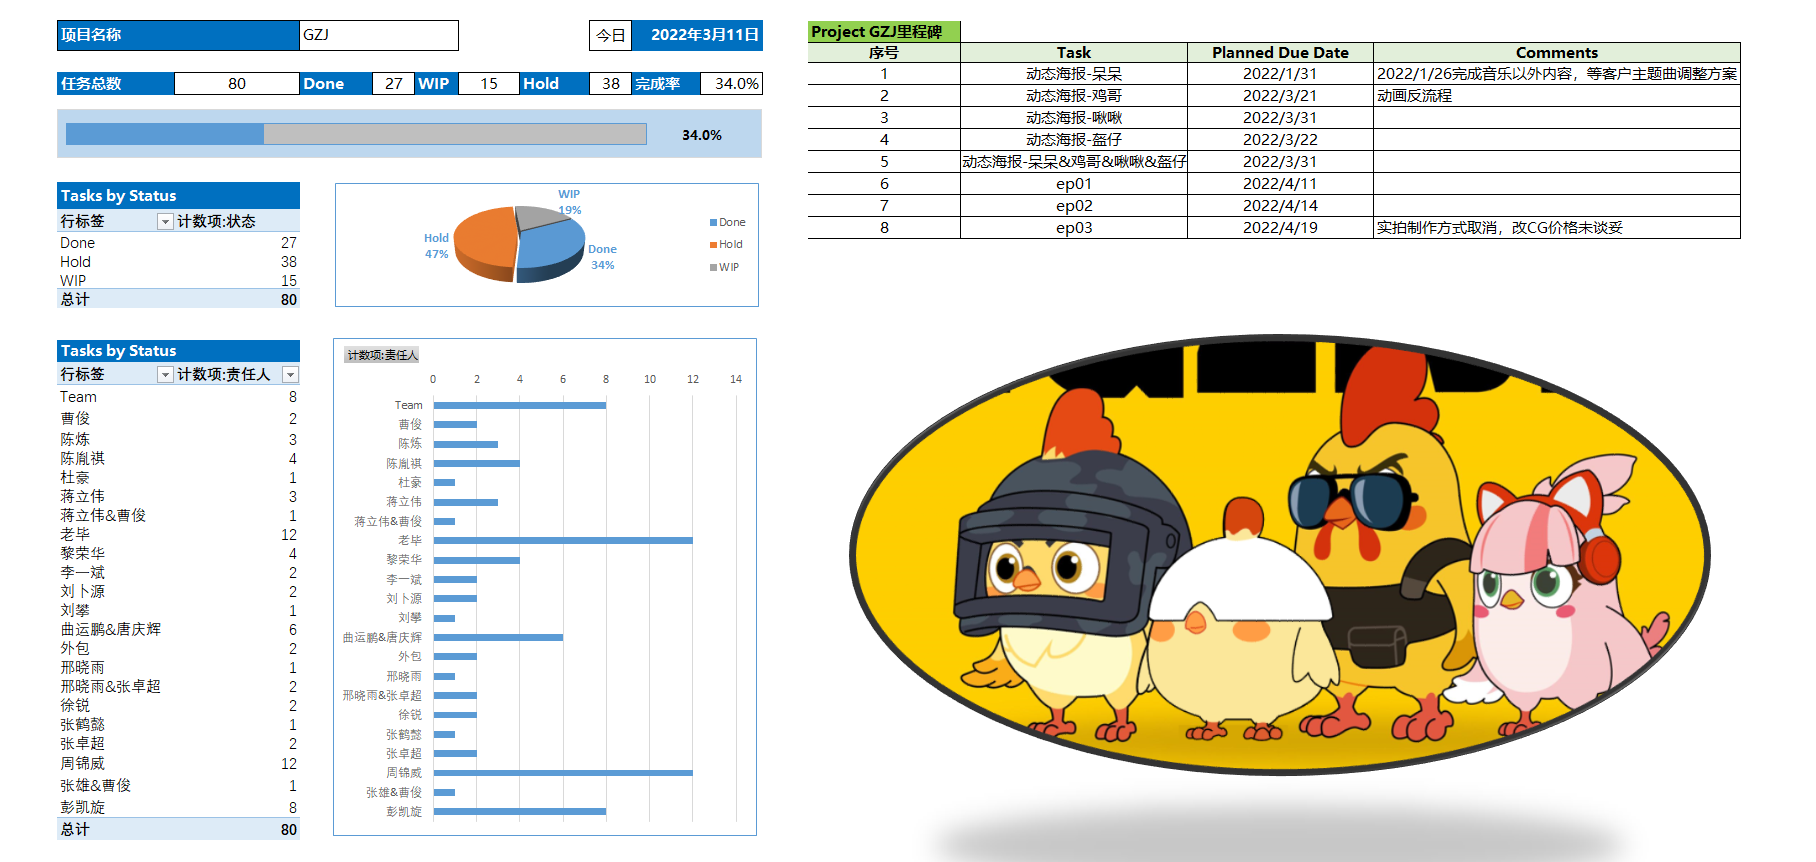 项目名称 GZJ 今日 2022年3月11日
任务总数 80 Done 27 WIP 15 Hold 38 完成率 34.0%
34.0%
Tasks by Status
行标签 计数项:状态
Done 27
Hold 38
WIP 15
总计 80
WIP
19%
Hold
47%
Done
34%
Done
Hold
WIP
Tasks by Status
行标签 计数项:责任人
Team 8
曹俊 2
陈炼 3
陈胤祺 4
杜豪 1
蒋立伟 3
蒋立伟&曹俊 1
老毕 12
黎荣华 4
李一斌 2
刘卜源 2
刘攀 1
曲运鹏&唐庆辉 6
外包 2
邢晓雨 1
邢晓雨&张卓超 2
徐锐 2
张鹤懿 1
张卓超 2
周锦威 12
张雄&曹俊 1
彭凯旋 8
总计 80
计数项:责任人
0 2 4 6 8 10 12 14
Team
曹俊
陈炼
陈胤祺
杜豪
蒋立伟
蒋立伟&曹俊
老毕
黎荣华
李一斌
刘卜源
刘攀
曲运鹏&唐庆辉
外包
邢晓雨
邢晓雨&张卓超
徐锐
张鹤懿
张卓超
周锦威
张雄&曹俊
彭凯旋
Project GZJ里程碑
序号 Task Planned Due Date Comments
1 动态海报-呆呆 2022/1/31 2022/1/26完成音乐以外内容，等客户主题曲调整方案
2 动态海报-鸡哥 2022/3/21 动画反流程
3 动态海报-啾啾 2022/3/31
4 动态海报-盔仔 2022/3/22
5 动态海报-呆呆&鸡哥&啾啾&盔仔 2022/3/31
6 ep01 2022/4/11
7 ep02 2022/4/14
8 ep03 2022/4/19 实拍制作方式取消，改CG价格未谈妥